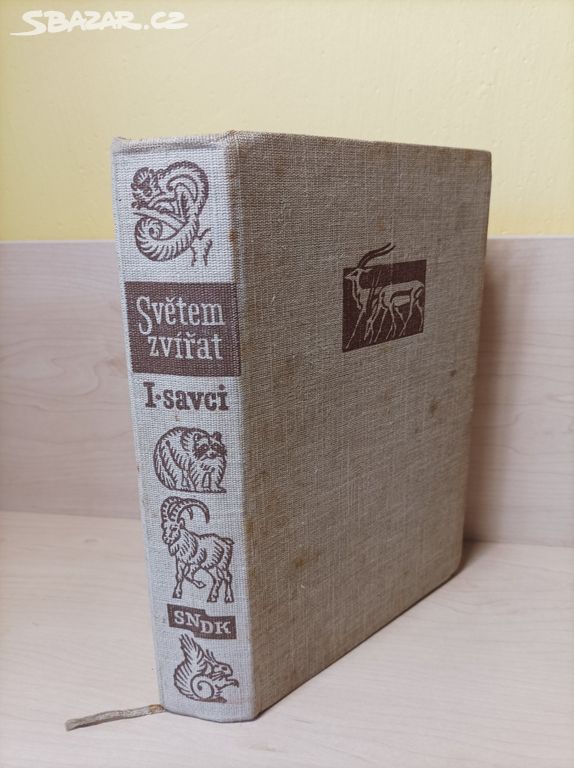 SBAZAR.CZ
Světem
zvířat
I·savci
SNDK